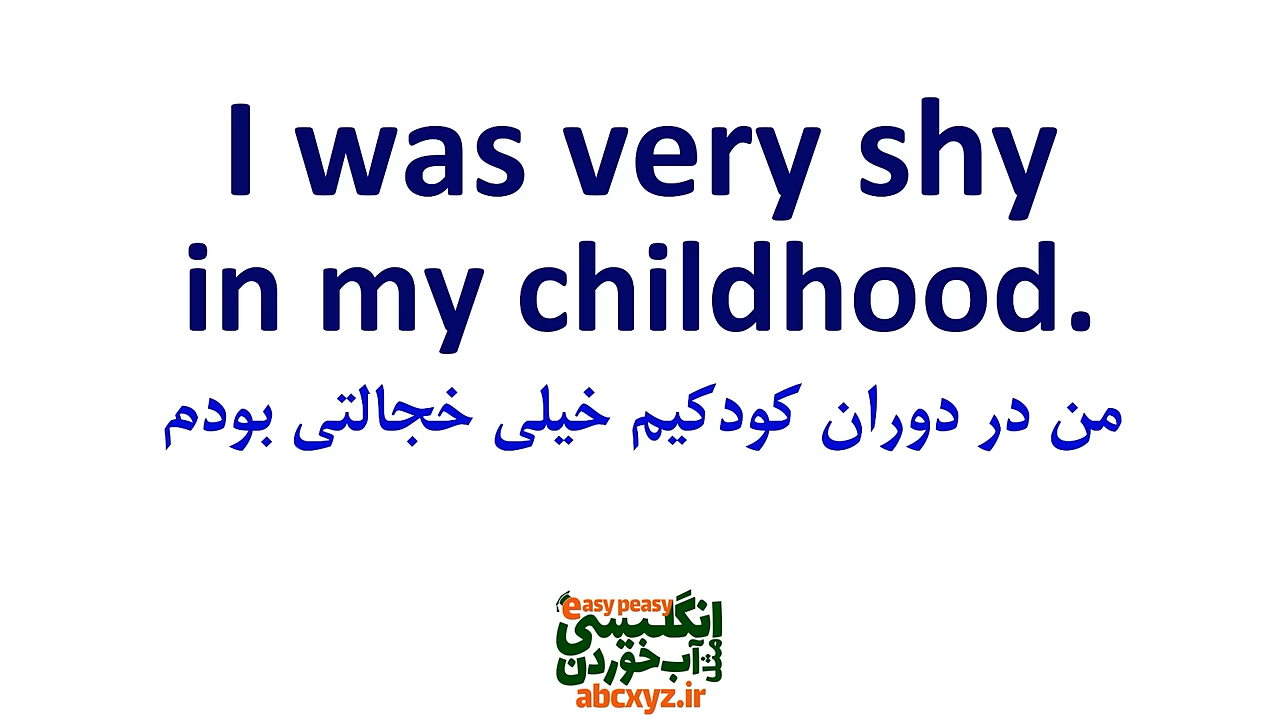 I was very shy
in my childhood.
من در دوران کودکیم خیلی خجالتی بودم
easy peasy
انگلیسی
مثل آب خوردن
abcxyz.ir